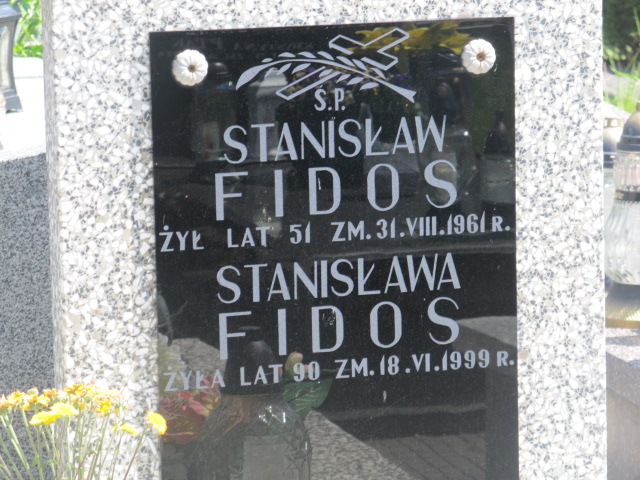 Ś.P.
STANISŁAW
FIDOS
ŻYŁ LAT 51 ZM. 31. VIII. 1961 R.
STANISŁAWA
FIDOS
ŻYŁA LAT 90 ZM. 18. VI. 1999 R.